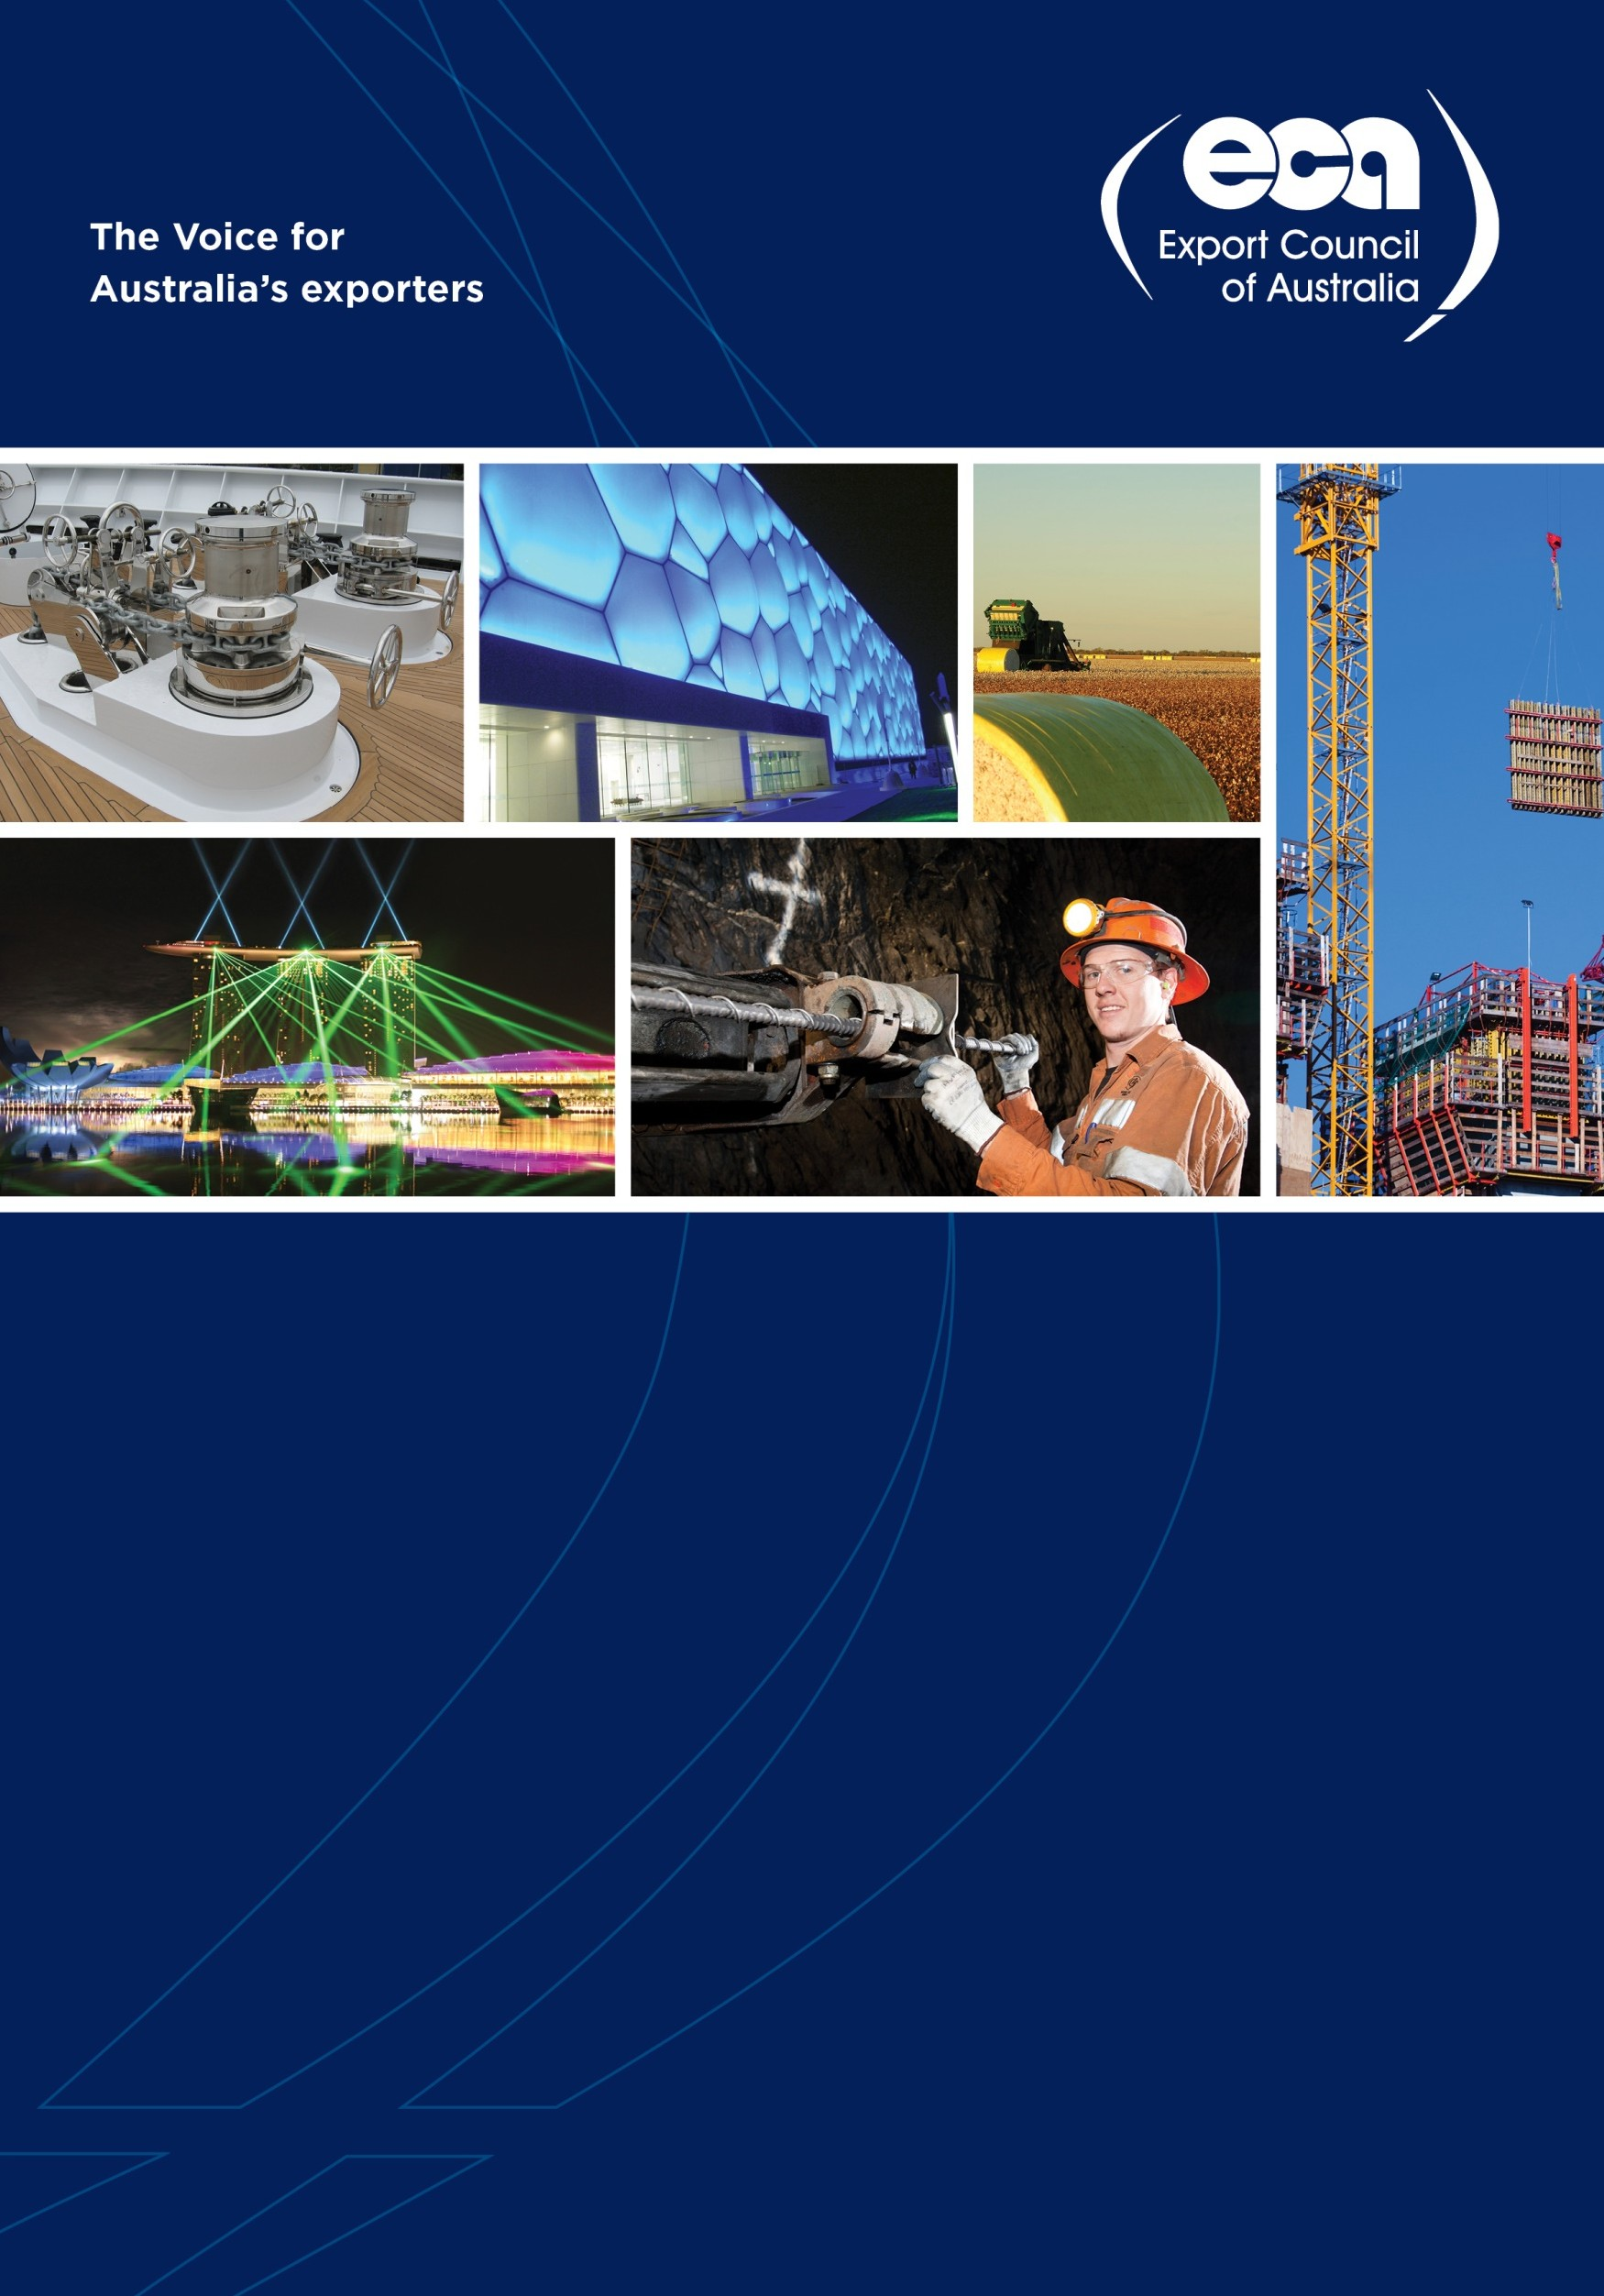 The Voice for
Australia’s exporters
eca
Export Council
of Australia